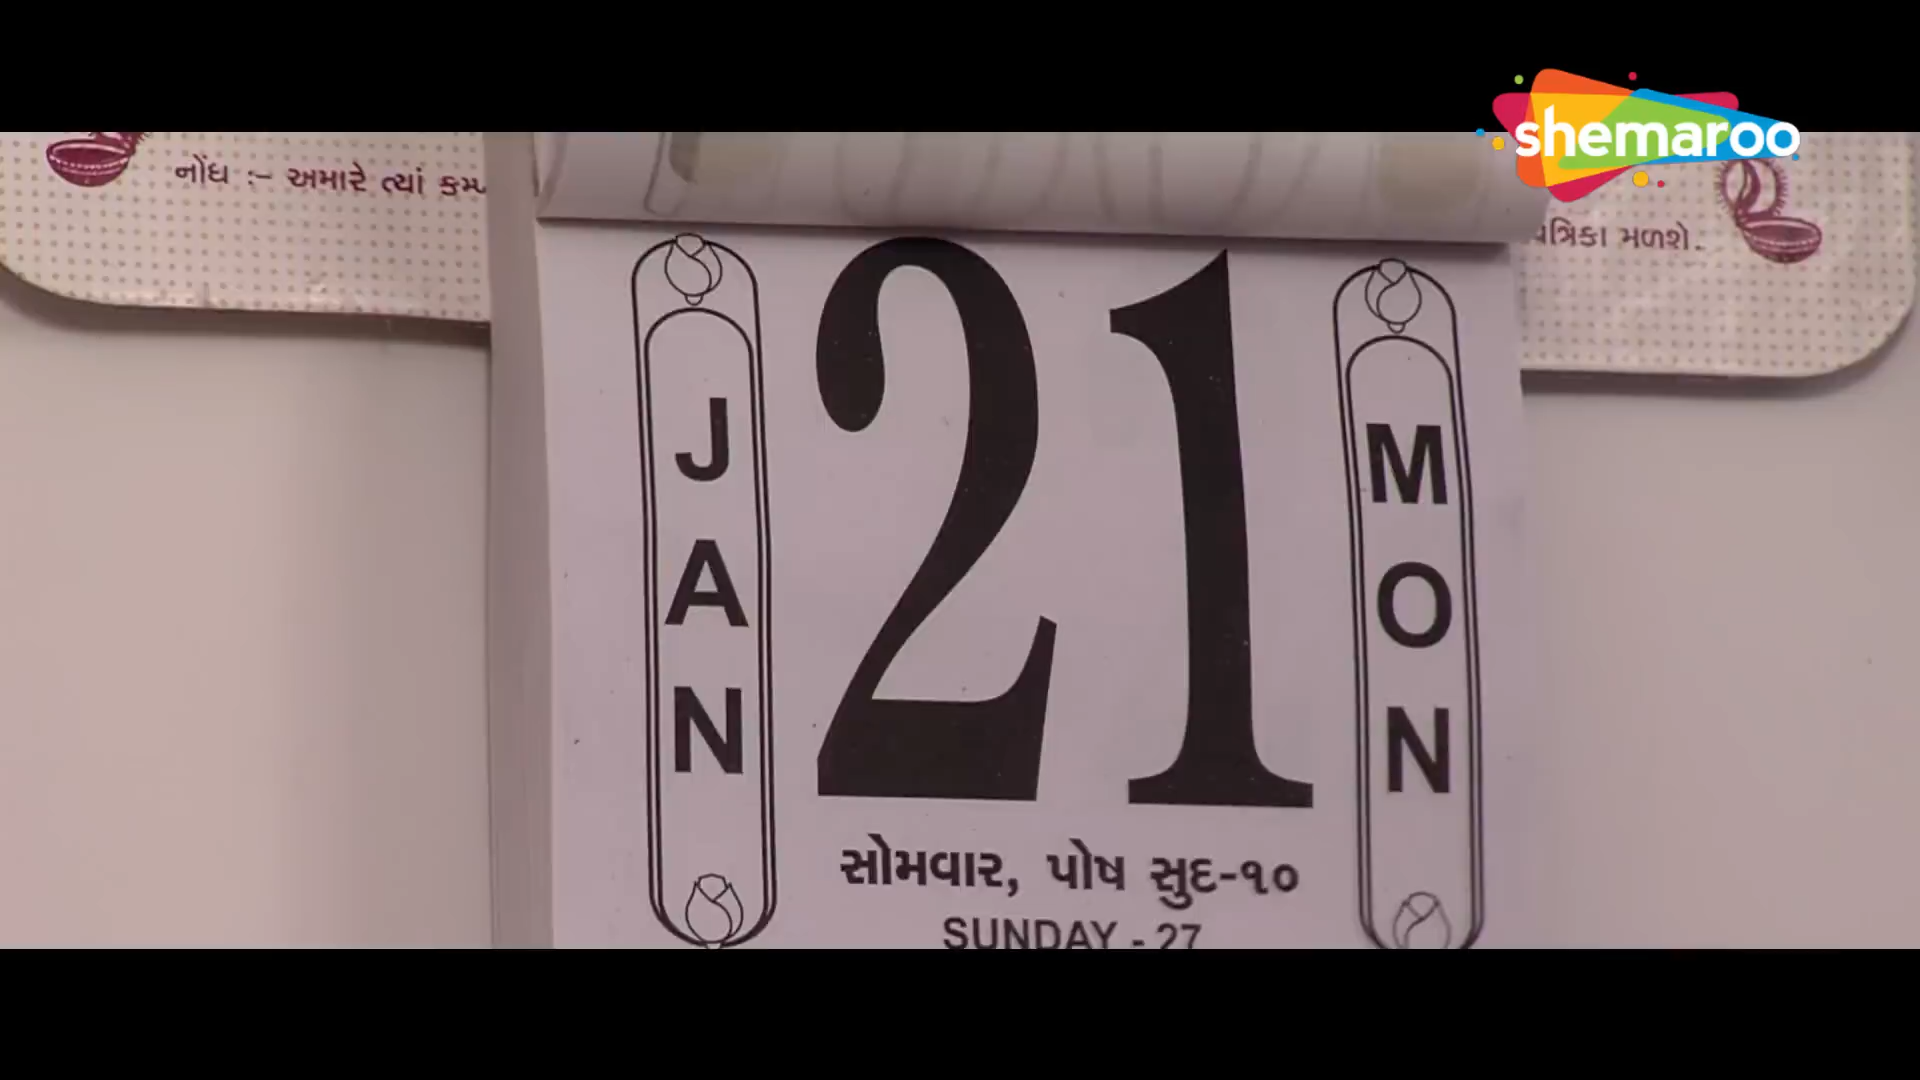 shemaroo
નોંધ :- અમારે ત્યાં
પત્રિકા મળશે.
JAN
21
MON
સોમવાર, પોષ સુદ-૧૦
SUNDAY - 27